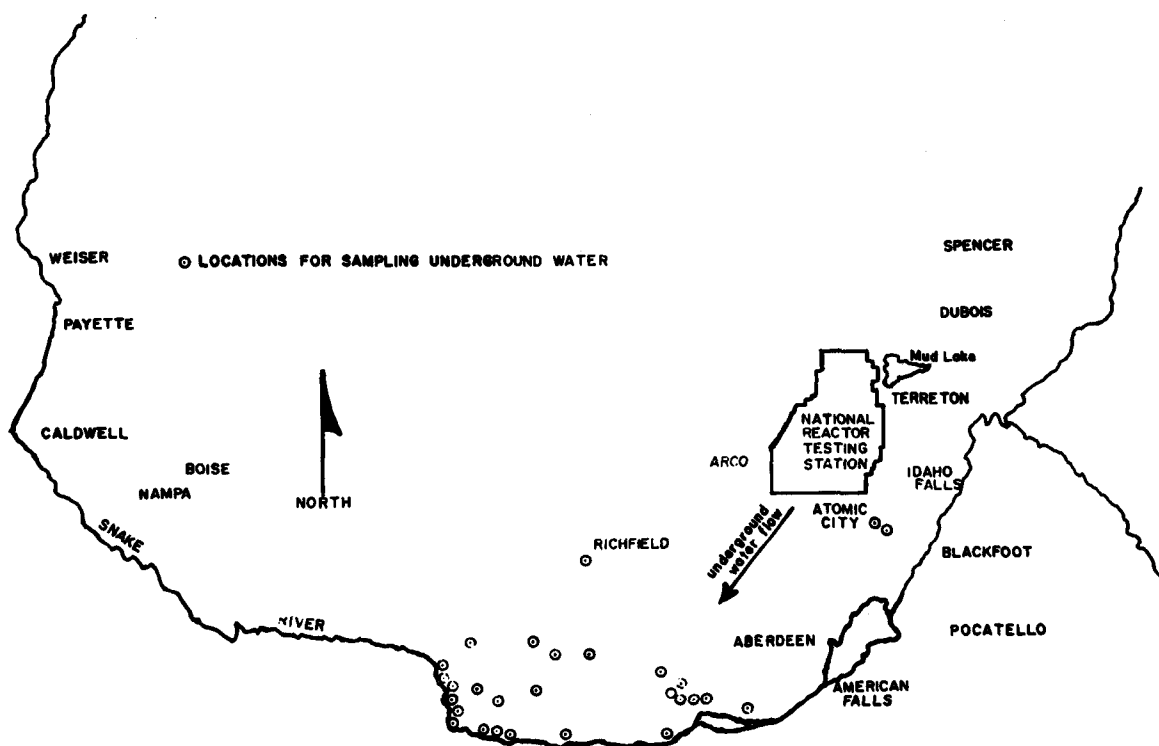 WEISER
⊙ LOCATIONS FOR SAMPLING UNDERGROUND WATER
SPENCER
PAYETTE
DUBOIS
Mud Lake
TERRETON
CALDWELL
NATIONAL
REACTOR
TESTING
STATION
BOISE
ARCO
NAMPA
IDAHO
FALLS
NORTH
ATOMIC
CITY
SNAKE
underground
water flow
RICHFIELD
BLACKFOOT
RIVER
ABERDEEN
POCATELLO
AMERICAN
FALLS